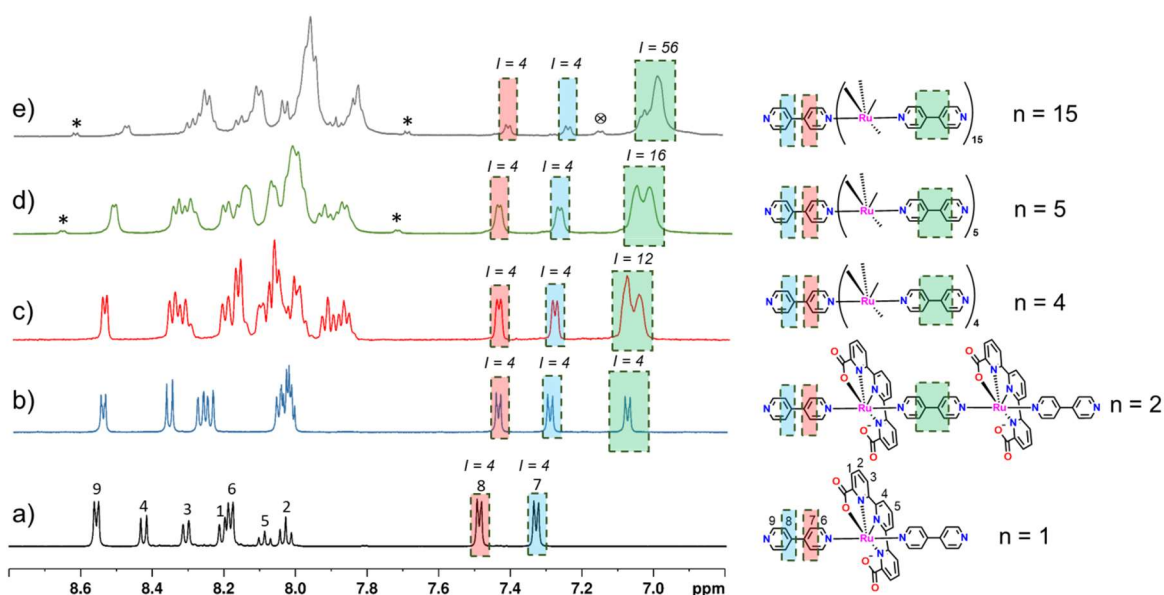 e)
I = 4
I = 4
I = 56
*
*
⊗
N
N
Ru
N
N
15
n = 15
d)
I = 4
I = 4
I = 16
*
*
N
N
Ru
N
N
5
n = 5
c)
I = 4
I = 4
I = 12
N
N
Ru
N
N
4
n = 4
b)
I = 4
I = 4
I = 4
O
O
N
N
N
Ru
N
N
N
O⁻
O
O
O
N
N
Ru
N
N
N
O⁻
O
n = 2
a)
9
4
3
1
6
5
2
I = 4
8
I = 4
7
1 2
3
4
5
O
O
N
N
9 8 7 6
N
N
Ru
N
N
N
O⁻
O
n = 1
8.6 8.4 8.2 8.0 7.8 7.6 7.4 7.2 7.0 ppm